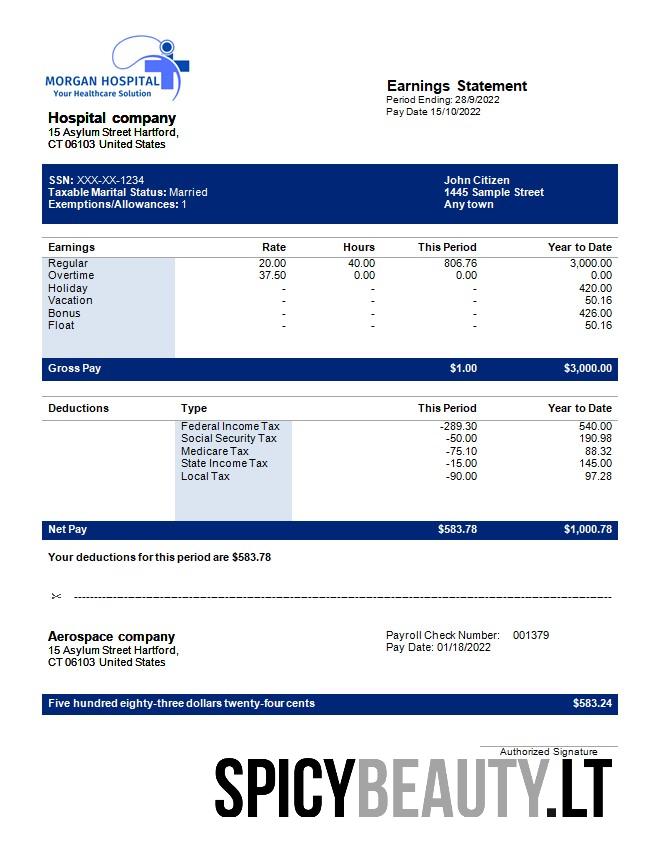 MORGAN HOSPITAL
Your Healthcare Solution
Earnings Statement
Period Ending: 28/9/2022
Pay Date 15/10/2022
Hospital company
15 Asylum Street Hartford,
CT 06103 United States
SSN: XXX-XX-1234 John Citizen
Taxable Marital Status: Married 1445 Sample Street
Exemptions/Allowances: 1 Any town
Earnings Rate Hours This Period Year to Date
Regular 20.00 40.00 806.76 3,000.00
Overtime 37.50 0.00 0.00 0.00
Holiday - - - 420.00
Vacation - - - 50.16
Bonus - - - 426.00
Float - - - 50.16
Gross Pay $1.00 $3,000.00
Deductions Type This Period Year to Date
Federal Income Tax -289.30 540.00
Social Security Tax -50.00 190.98
Medicare Tax -75.10 88.32
State Income Tax -15.00 145.00
Local Tax -90.00 97.28
Net Pay $583.78 $1,000.78
Your deductions for this period are $583.78
Aerospace company
15 Asylum Street Hartford,
CT 06103 United States
Payroll Check Number: 001379
Pay Date: 01/18/2022
Five hundred eighty-three dollars twenty-four cents $583.24
Authorized Signature
SPICYBEAUTY.LT